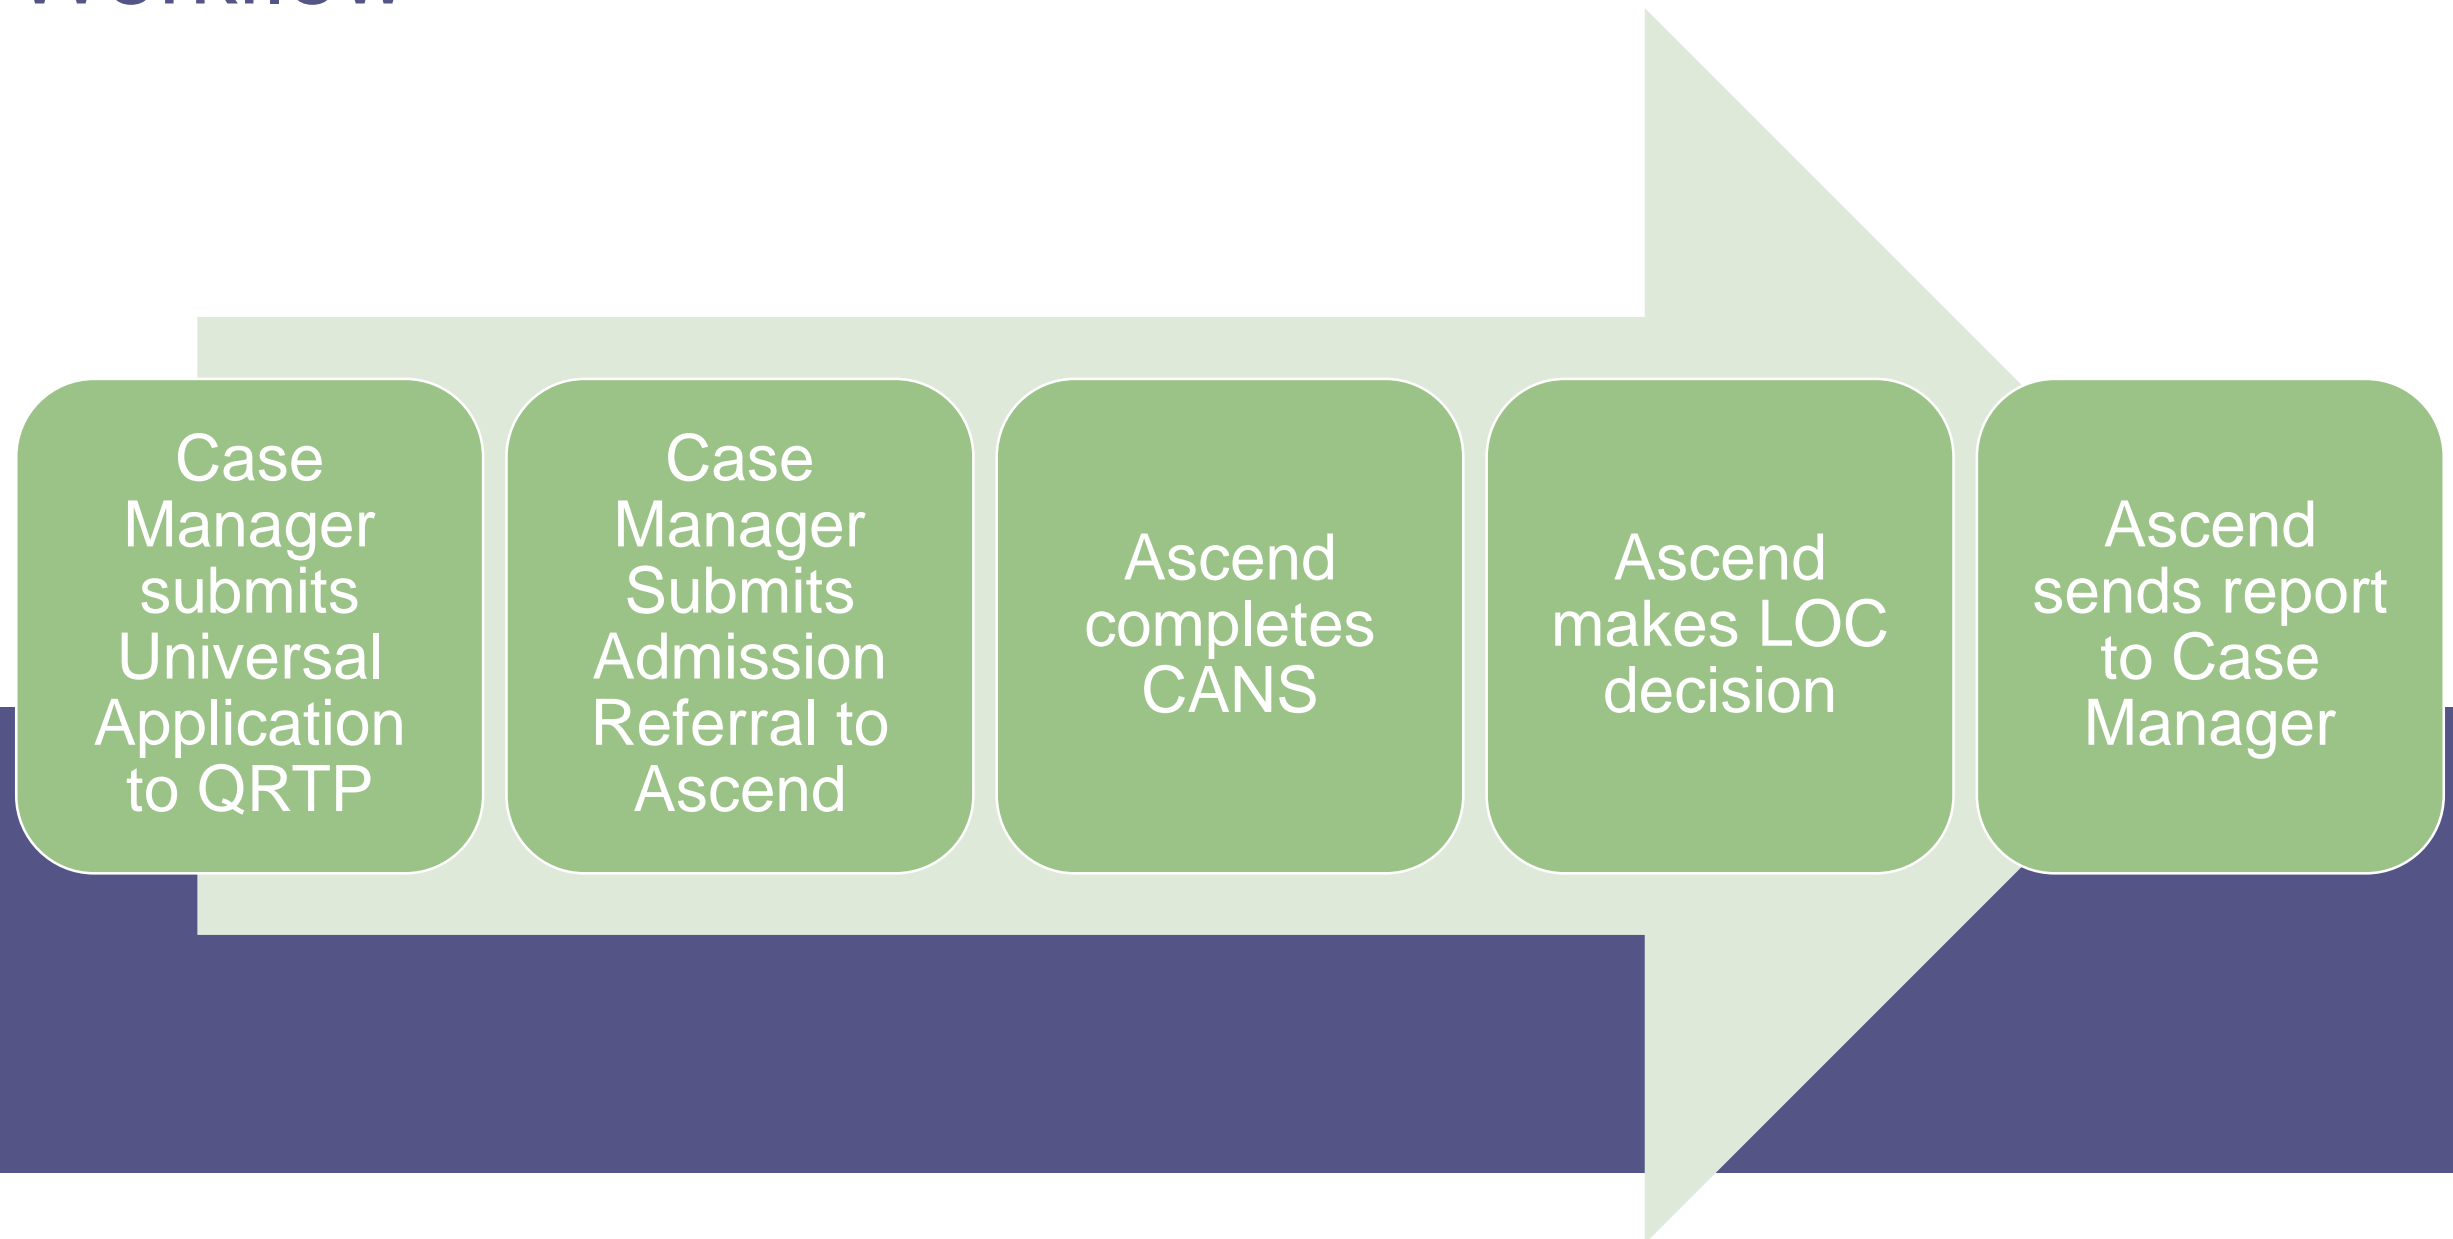 Workflow
Case
Manager
submits
Universal
Application
to QRTP
Case
Manager
Submits
Admission
Referral to
Ascend
Ascend
completes
CANS
Ascend
makes LOC
decision
Ascend
sends report
to Case
Manager